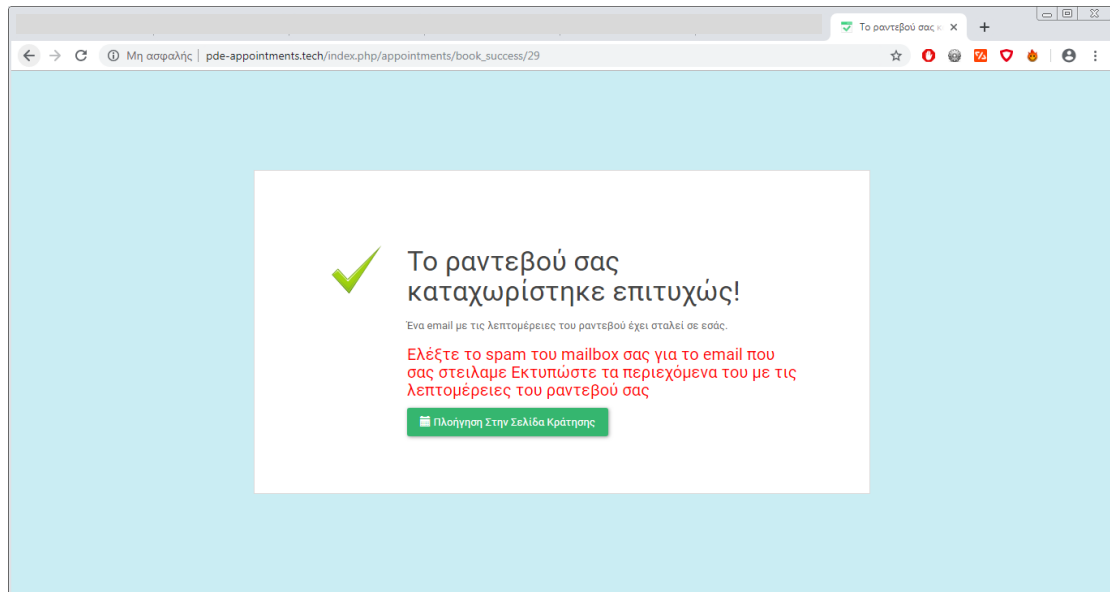 Το ραντεβού σας κ
Μη ασφαλής | pde-appointments.tech/index.php/appointments/book_success/29
Το ραντεβού σας
καταχωρίστηκε επιτυχώς!
Ένα email με τις λεπτομέρειες του ραντεβού έχει σταλεί σε εσάς.
Ελέξτε το spam του mailbox σας για το email που
σας στειλαμε Εκτυπώστε τα περιεχόμενα του με τις
λεπτομέρειες του ραντεβού σας
Πλοήγηση Στην Σελίδα Κράτησης